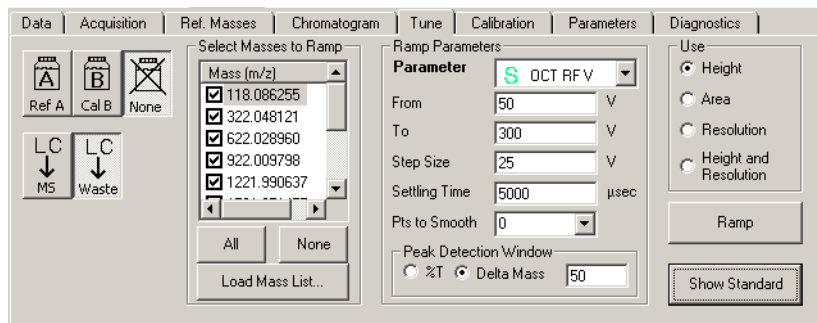 Data Acquisition Ref. Masses Chromatogram Tune Calibration Parameters Diagnostics
A
Ref A
B
Cal B
None
LC
MS
LC
Waste
Select Masses to Ramp
Mass (m/z)
118.086255
322.048121
622.028960
922.009798
1221.990637
All None
Load Mass List...
Ramp Parameters
Parameter S OCT RF V
From 50 V
To 300 V
Step Size 25 V
Settling Time 5000 µsec
Pts to Smooth 0
Peak Detection Window
%T Delta Mass 50
Use
Height
Area
Resolution
Height and
Resolution
Ramp
Show Standard